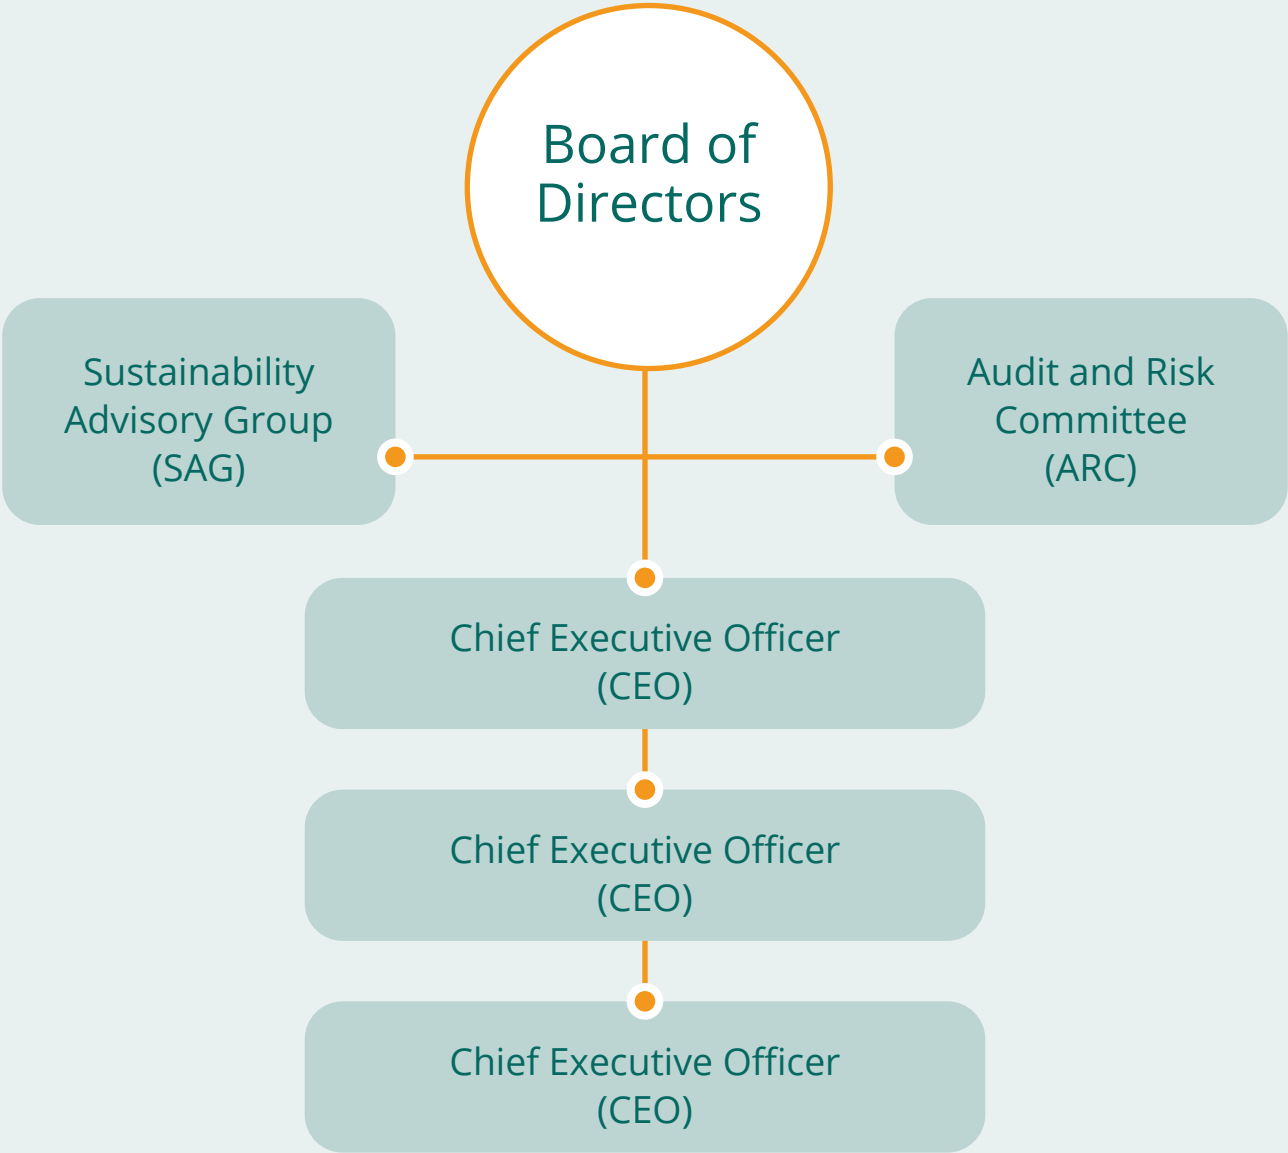 Board of
Directors
Sustainability
Advisory Group
(SAG)
Audit and Risk
Committee
(ARC)
Chief Executive Officer
(CEO)
Chief Executive Officer
(CEO)
Chief Executive Officer
(CEO)